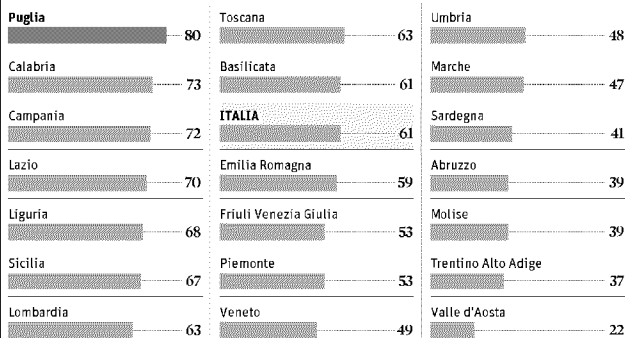 Puglia
80
Calabria
73
Campania
72
Lazio
70
Liguria
68
Sicilia
67
Lombardia
63
Toscana
63
Basilicata
61
ITALIA
61
Emilia Romagna
59
Friuli Venezia Giulia
53
Piemonte
53
Veneto
49
Umbria
48
Marche
47
Sardegna
41
Abruzzo
39
Molise
39
Trentino Alto Adige
37
Valle d'Aosta
22